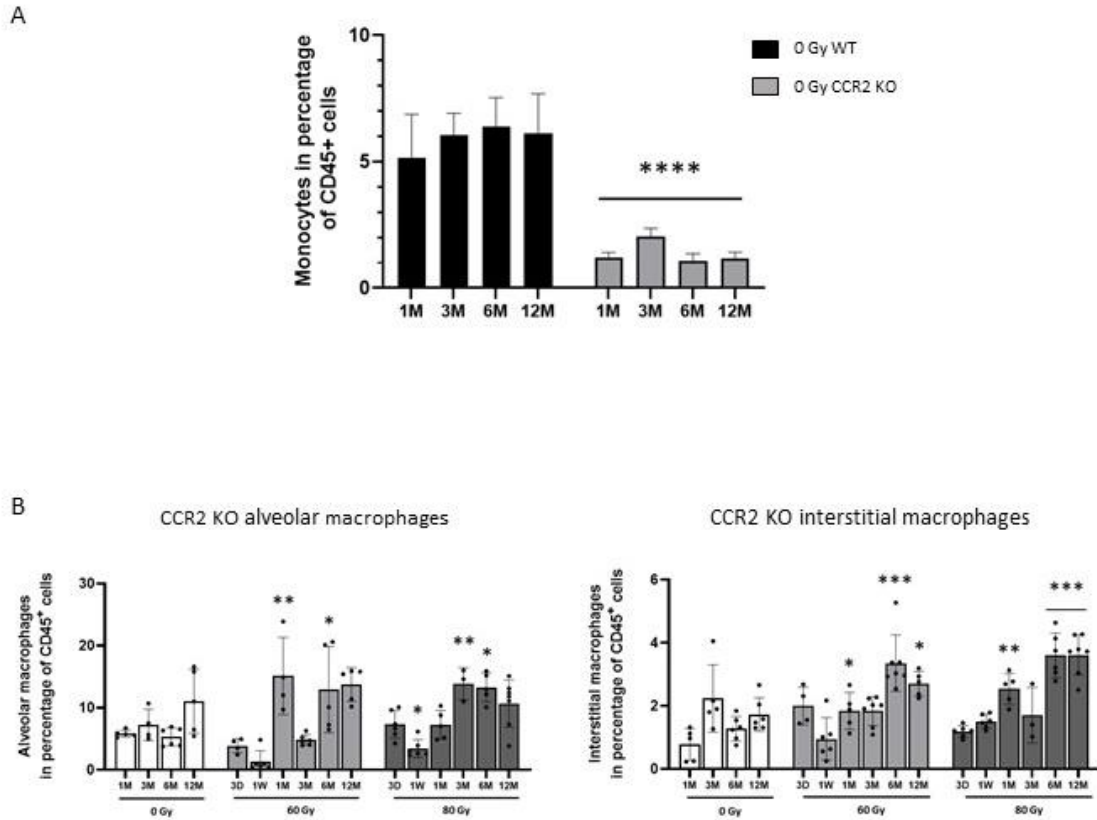 A
Monocytes in percentage
of CD45+ cells
10
5
0
1M 3M 6M 12M 1M 3M 6M 12M
****
0 Gy WT
0 Gy CCR2 KO
B
CCR2 KO alveolar macrophages
Alveolar macrophages
in percentage of CD45+ cells
30
20
10
0
** * * ** *
1M 3M 6M 12M 3D 1W 1M 3M 6M 12M 3D 1W 1M 3M 6M 12M
0 Gy 60 Gy 80 Gy
CCR2 KO interstitial macrophages
Interstitial macrophages
in percentage of CD45+ cells
6
4
2
0
* *** * ** ***
1M 3M 6M 12M 3D 1W 1M 3M 6M 12M 3D 1W 1M 3M 6M 12M
0 Gy 60 Gy 80 Gy